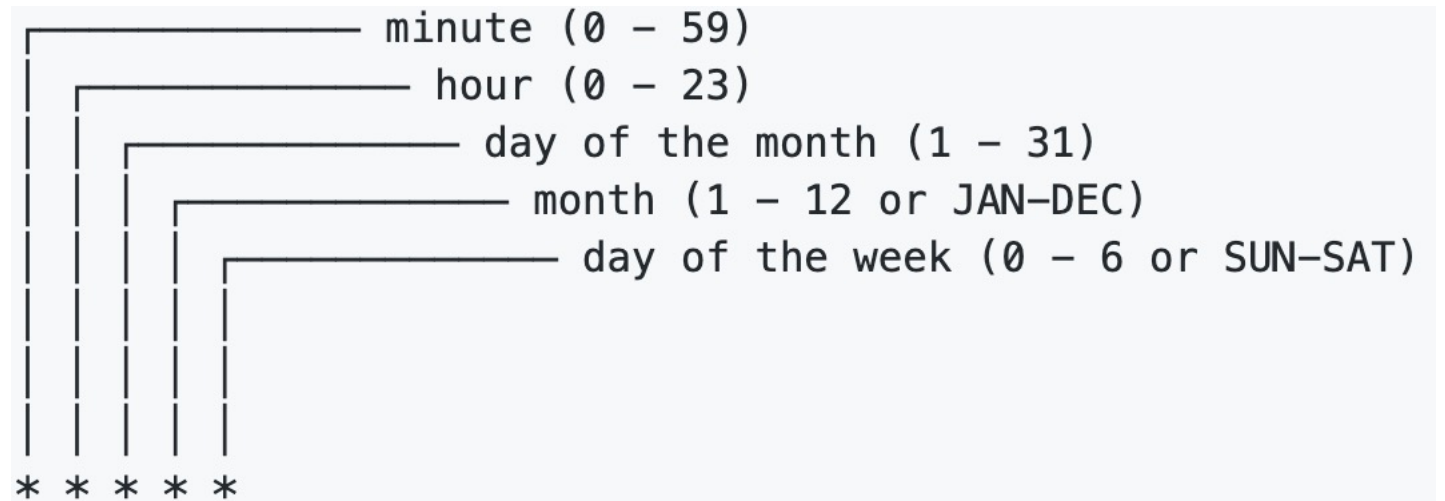 minute (0 – 59)
hour (0 – 23)
day of the month (1 – 31)
month (1 – 12 or JAN–DEC)
day of the week (0 – 6 or SUN–SAT)
* * * * *